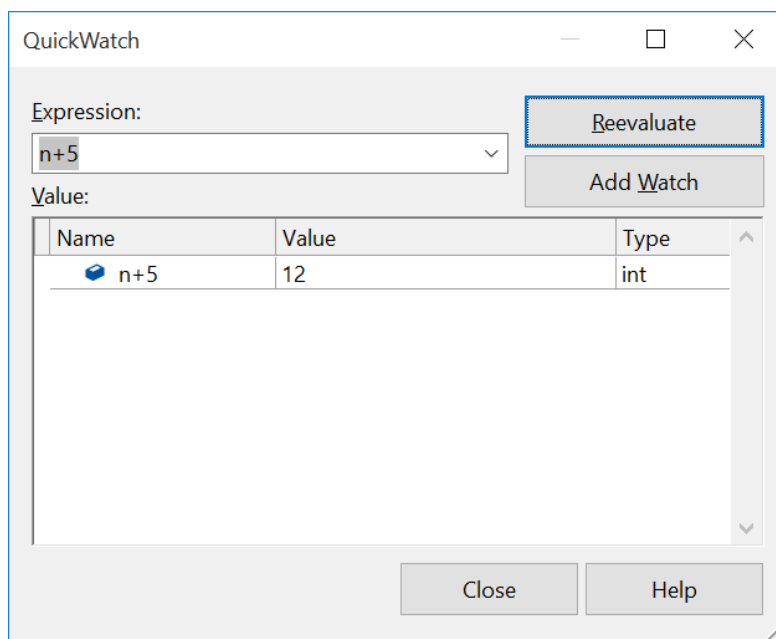 QuickWatch
Expression:
Reevaluate
n+5
Add Watch
Value:
Name Value Type
n+5 12 int
Close Help